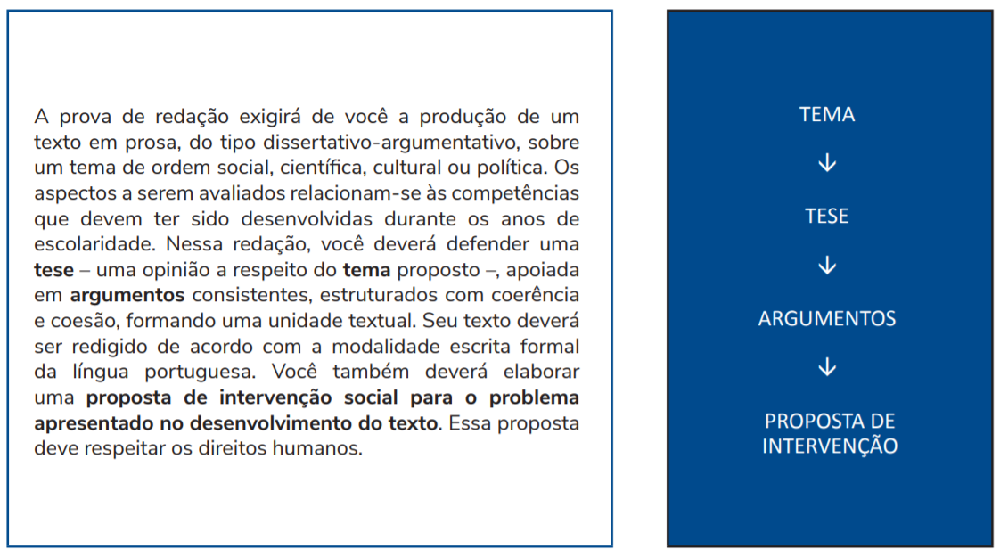 A prova de redação exigirá de você a produção de um
texto em prosa, do tipo dissertativo-argumentativo, sobre
um tema de ordem social, científica, cultural ou política. Os
aspectos a serem avaliados relacionam-se às competências
que devem ter sido desenvolvidas durante os anos de
escolaridade. Nessa redação, você deverá defender uma
tese – uma opinião a respeito do tema proposto –, apoiada
em argumentos consistentes, estruturados com coerência
e coesão, formando uma unidade textual. Seu texto deverá
ser redigido de acordo com a modalidade escrita formal
da língua portuguesa. Você também deverá elaborar
uma proposta de intervenção social para o problema
apresentado no desenvolvimento do texto. Essa proposta
deve respeitar os direitos humanos.
TEMA
↓
TESE
↓
ARGUMENTOS
↓
PROPOSTA DE
INTERVENÇÃO